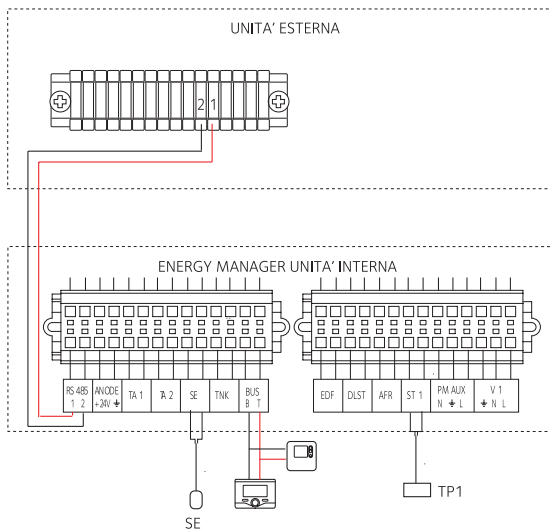 UNITA' ESTERNA
2 1
ENERGY MANAGER UNITA' INTERNA
RS 485 ANODE TA 1 TA 2 SE TNK BUS EDF DLST AFR ST 1 PM AUX V 1
1 2 +24V ⏚ B T N ⏚ L ⏚ N L
TP1
SE